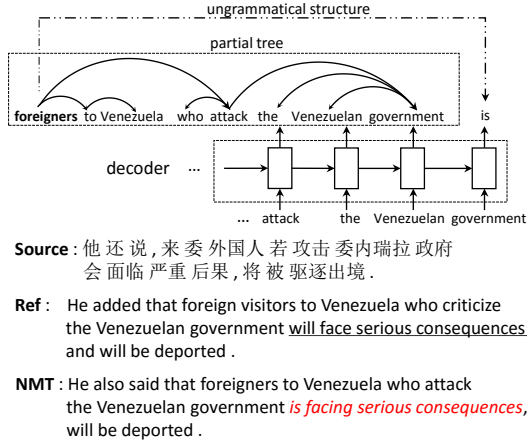 ungrammatical structure
partial tree
foreigners to Venezuela who attack the Venezuelan government is
decoder ...
... attack the Venezuelan government
Source : 他 还 说 , 来 委 外国人 若 攻击 委内瑞拉 政府
会 面临 严重 后果 , 将 被 驱逐出境 .
Ref : He added that foreign visitors to Venezuela who criticize
the Venezuelan government will face serious consequences
and will be deported .
NMT : He also said that foreigners to Venezuela who attack
the Venezuelan government is facing serious consequences,
will be deported .